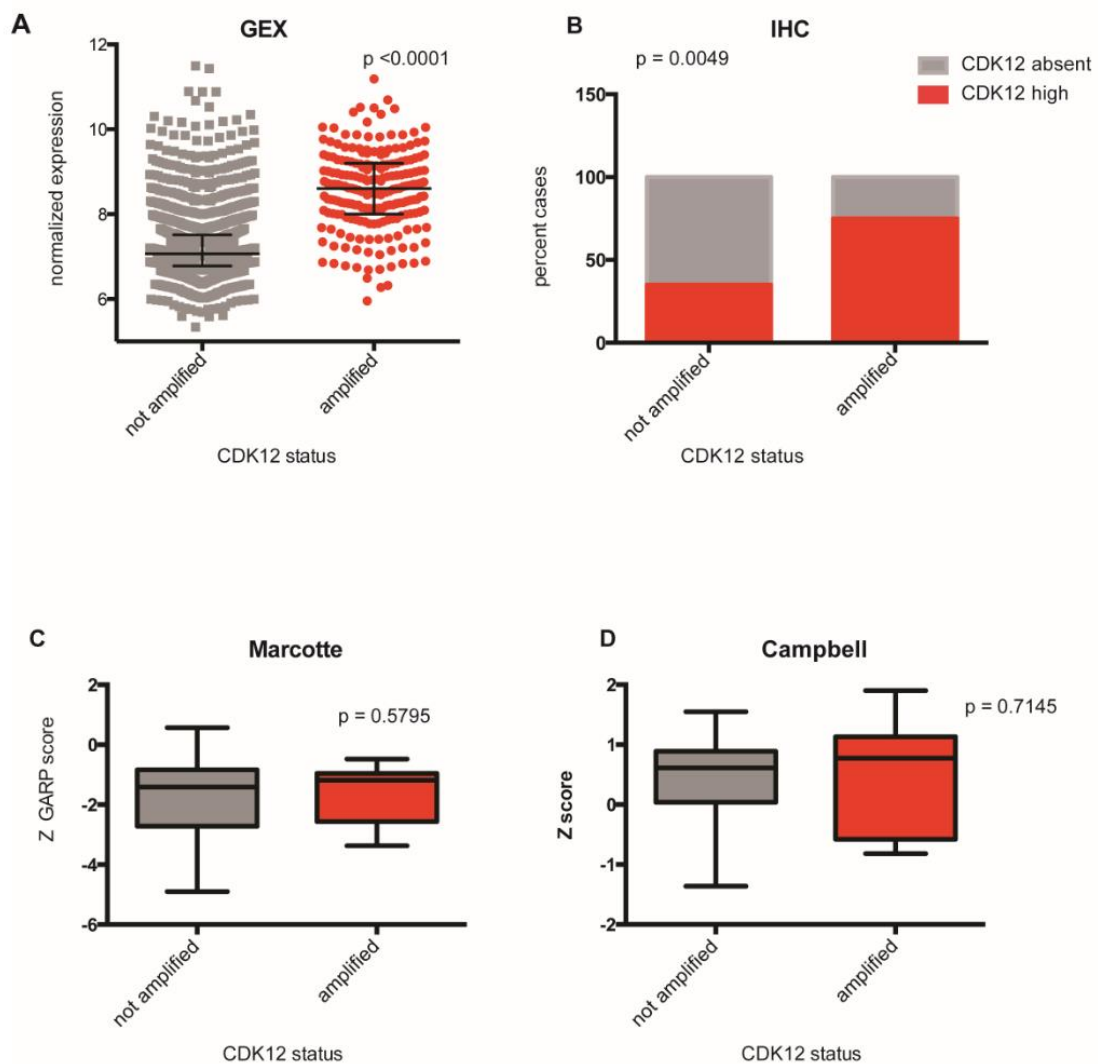 A
GEX
p <0.0001
12
10
8
6
normalized expression
not amplified
amplified
CDK12 status
B
IHC
p = 0.0049
CDK12 absent
CDK12 high
150
100
50
0
percent cases
not amplified
amplified
CDK12 status
C
Marcotte
p = 0.5795
2
0
-2
-4
-6
Z GARP score
not amplified
amplified
CDK12 status
D
Campbell
p = 0.7145
2
1
0
-1
-2
Z score
not amplified
amplified
CDK12 status